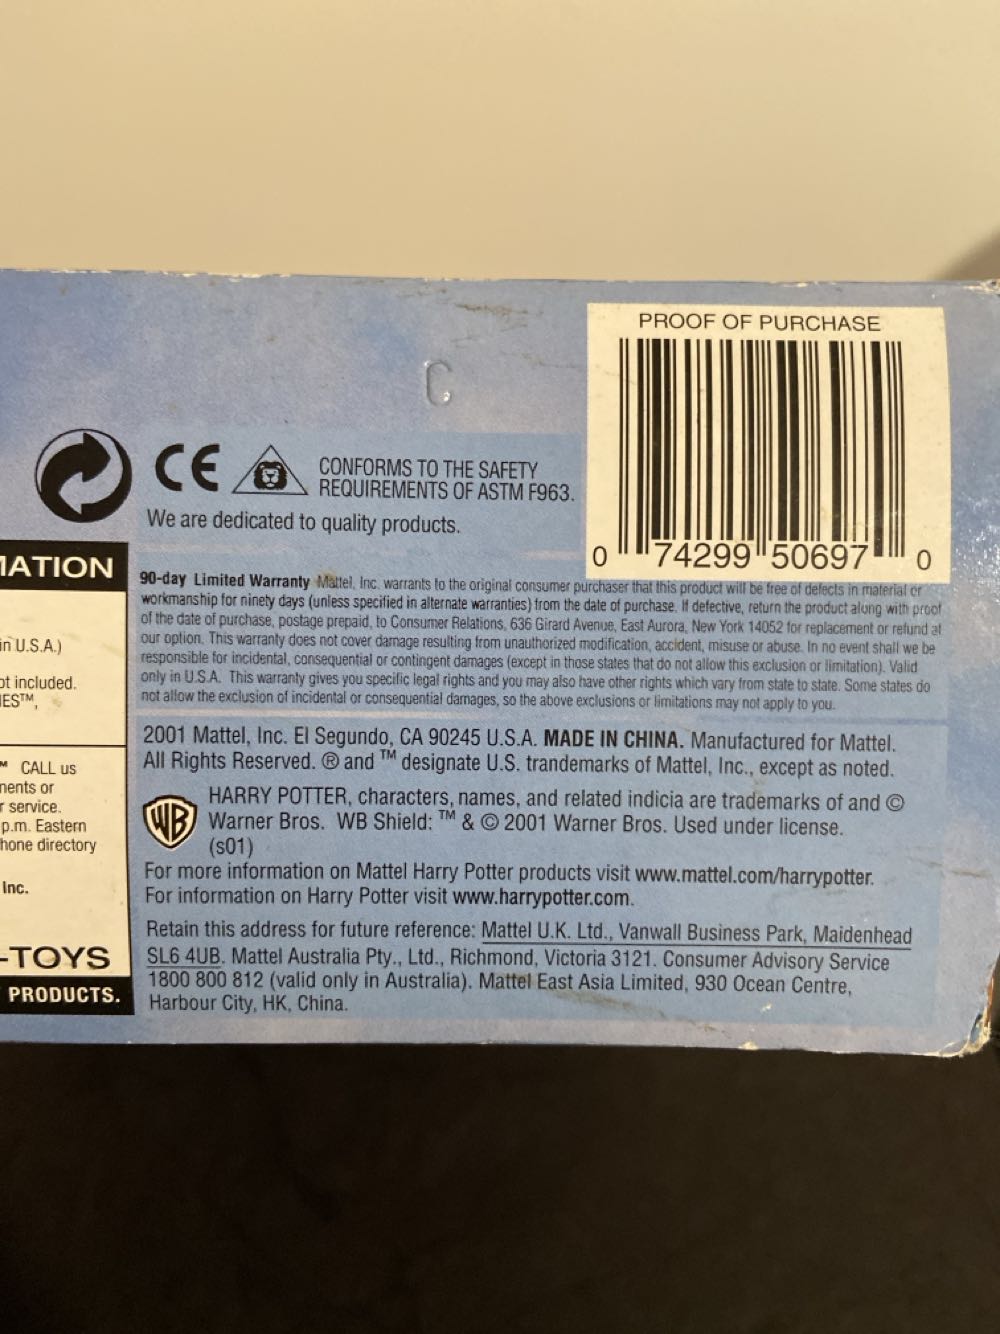 PROOF OF PURCHASE
0 74299 50697 0
CE
CONFORMS TO THE SAFETY
REQUIREMENTS OF ASTM F963.
We are dedicated to quality products.
90-day Limited Warranty Mattel, Inc. warrants to the original consumer purchaser that this product will be free of defects in material or
workmanship for ninety days (unless specified in alternate warranties) from the date of purchase. If defective, return the product along with proof
of the date of purchase, postage prepaid, to Consumer Relations, 636 Girard Avenue, East Aurora, New York 14052 for replacement or refund at
our option. This warranty does not cover damage resulting from unauthorized modification, accident, misuse or abuse. In no event shall we be
responsible for incidental, consequential or contingent damages (except in those states that do not allow this exclusion or limitation). Valid
only in U.S.A. This warranty gives you specific legal rights and you may also have other rights which vary from state to state. Some states do
not allow the exclusion of incidental or consequential damages, so the above exclusions or limitations may not apply to you.
2001 Mattel, Inc. El Segundo, CA 90245 U.S.A. MADE IN CHINA. Manufactured for Mattel.
All Rights Reserved. ® and ™ designate U.S. trademarks of Mattel, Inc., except as noted.
WB
HARRY POTTER, characters, names, and related indicia are trademarks of and ©
Warner Bros. WB Shield: ™ & © 2001 Warner Bros. Used under license.
(s01)
For more information on Mattel Harry Potter products visit www.mattel.com/harrypotter.
For information on Harry Potter visit www.harrypotter.com.
Retain this address for future reference: Mattel U.K. Ltd., Vanwall Business Park, Maidenhead
SL6 4UB. Mattel Australia Pty., Ltd., Richmond, Victoria 3121. Consumer Advisory Service
1800 800 812 (valid only in Australia). Mattel East Asia Limited, 930 Ocean Centre,
Harbour City, HK, China.
MATION
in U.S.A.)
ot included.
IES™,
™ CALL us
ments or
r service.
p.m. Eastern
hone directory
Inc.
-TOYS
PRODUCTS.